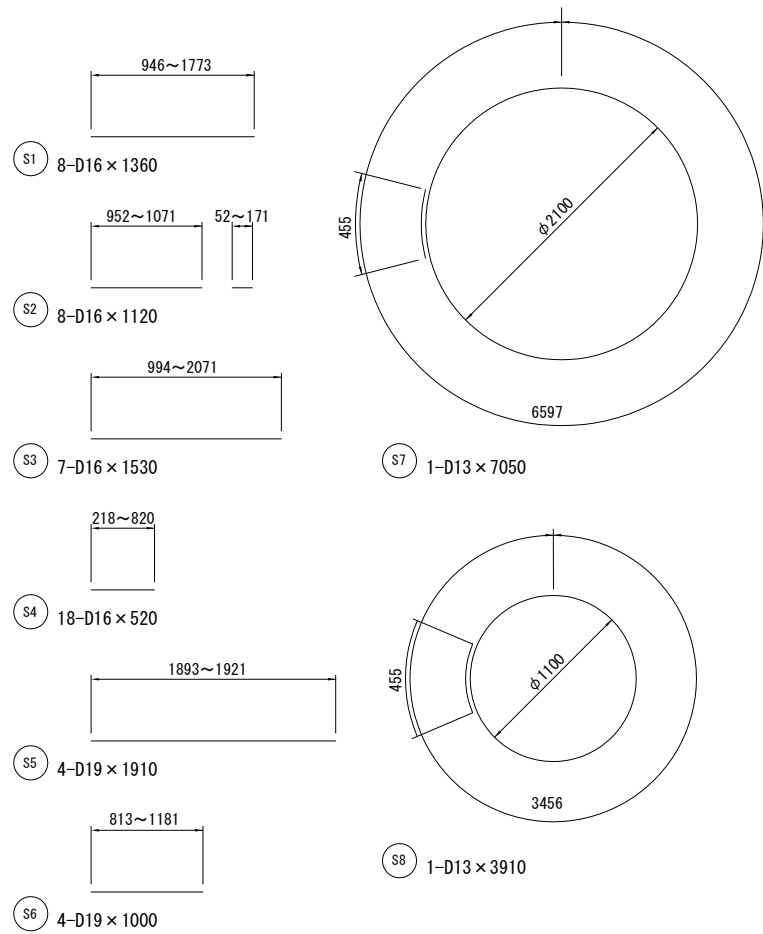 946～1773
S1 8-D16×1360
952～1071 52～171
S2 8-D16×1120
994～2071
S3 7-D16×1530
218～820
S4 18-D16×520
1893～1921
S5 4-D19×1910
813～1181
S6 4-D19×1000
455
φ2100
6597
S7 1-D13×7050
455
φ1100
3456
S8 1-D13×3910